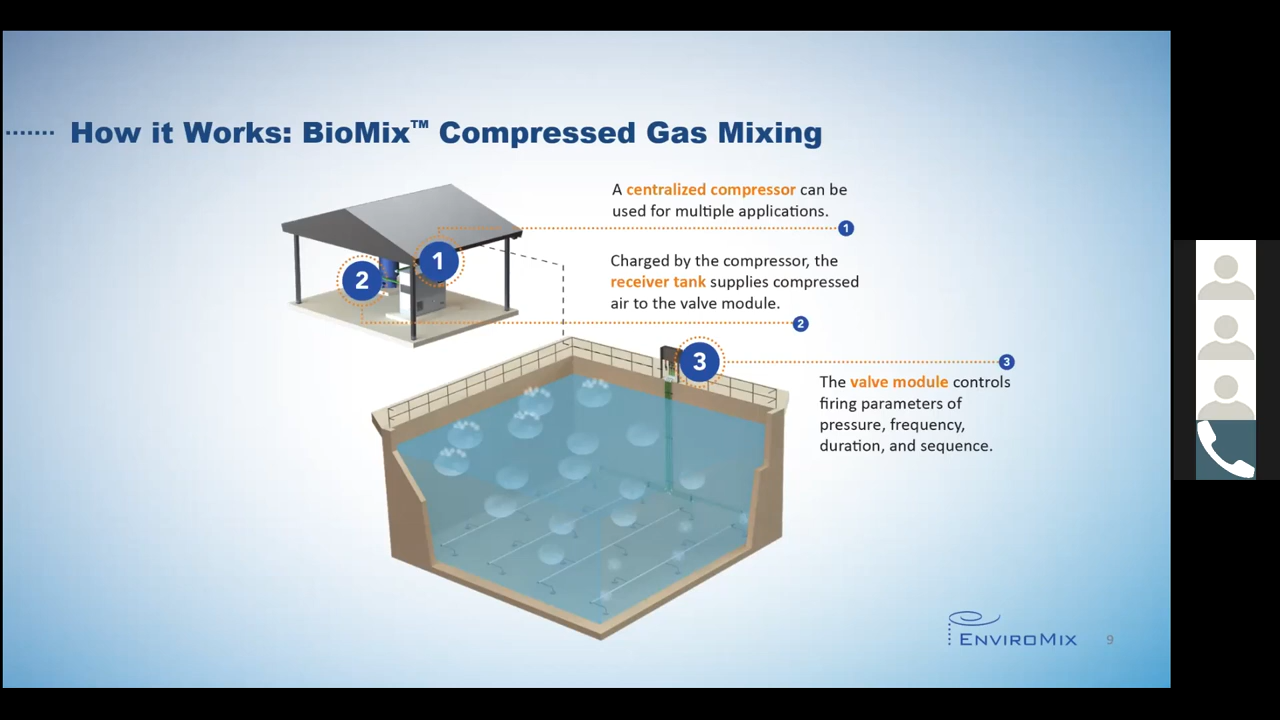 How it Works: BioMix™ Compressed Gas Mixing
A centralized compressor can be
used for multiple applications.
1
Charged by the compressor, the
receiver tank supplies compressed
air to the valve module.
2
1
2
3
3
The valve module controls
firing parameters of
pressure, frequency,
duration, and sequence.
ENVIROMIX
9